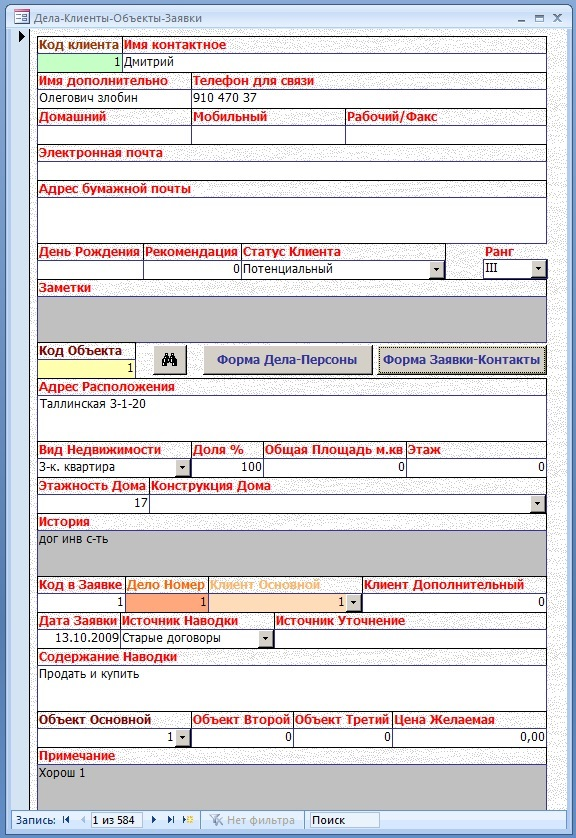 Дела-Клиенты-Объекты-Заявки
Код клиента Имя контактное
1 Дмитрий
Имя дополнительно Телефон для связи
Олегович злобин 910 470 37
Домашний Мобильный Рабочий/Факс
Электронная почта
Адрес бумажной почты
День Рождения Рекомендация Статус Клиента Ранг
0 Потенциальный III
Заметки
Код Объекта
1 Форма Дела-Персоны Форма Заявки-Контакты
Адрес Расположения
Таллинская 3-1-20
Вид Недвижимости Доля % Общая Площадь м.кв Этаж
3-к. квартира 100 0 0
Этажность Дома Конструкция Дома
17
История
дог инв с-ть
Код в Заявке Дело Номер Клиент Основной Клиент Дополнительный
1 1 1 0
Дата Заявки Источник Наводки Источник Уточнение
13.10.2009 Старые договоры
Содержание Наводки
Продать и купить
Объект Основной Объект Второй Объект Третий Цена Желаемая
1 0 0 0,00
Примечание
Хорош 1
Запись: 1 из 584 Нет фильтра Поиск